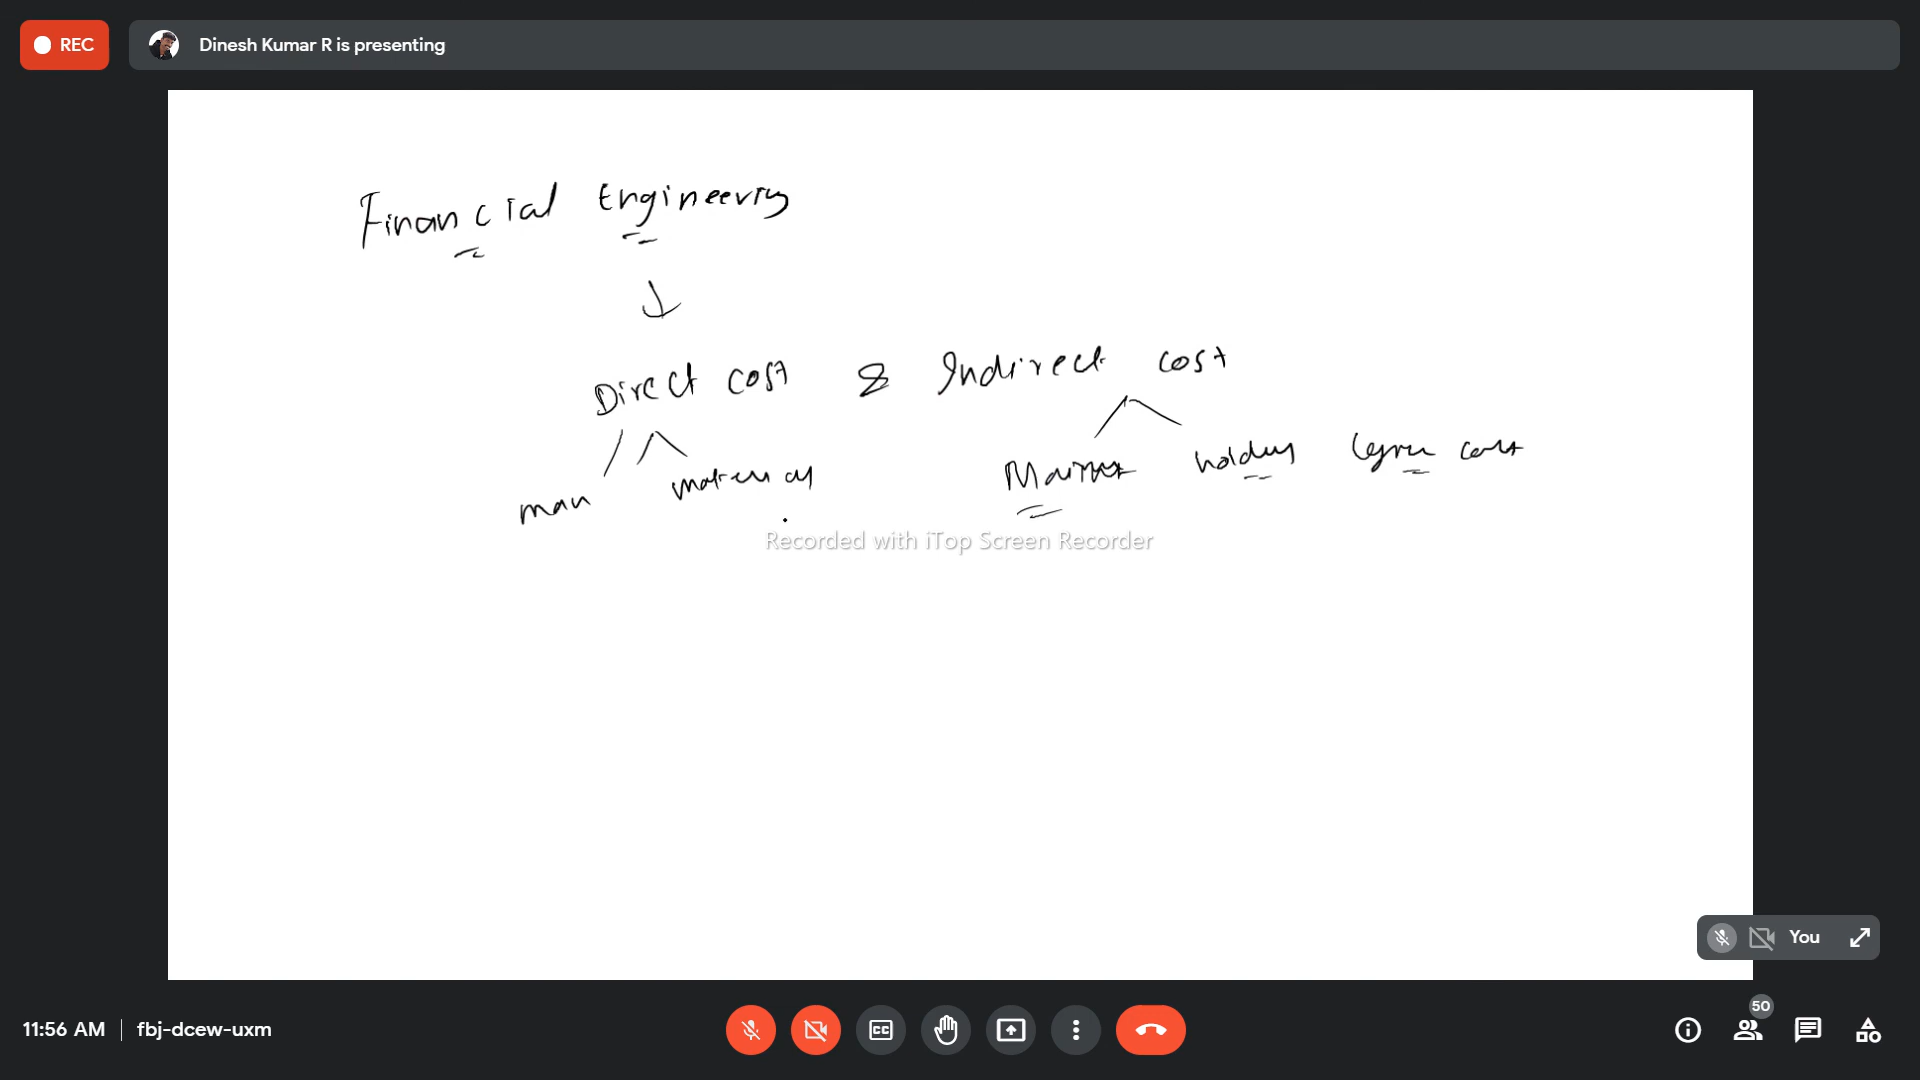 REC
Dinesh Kumar R is presenting
Financial Engineering
Direct cost & Indirect cost
man material holding cost
Recorded with iTop Screen Recorder
You
11:56 AM | fbj-dcew-uxm
CC
50